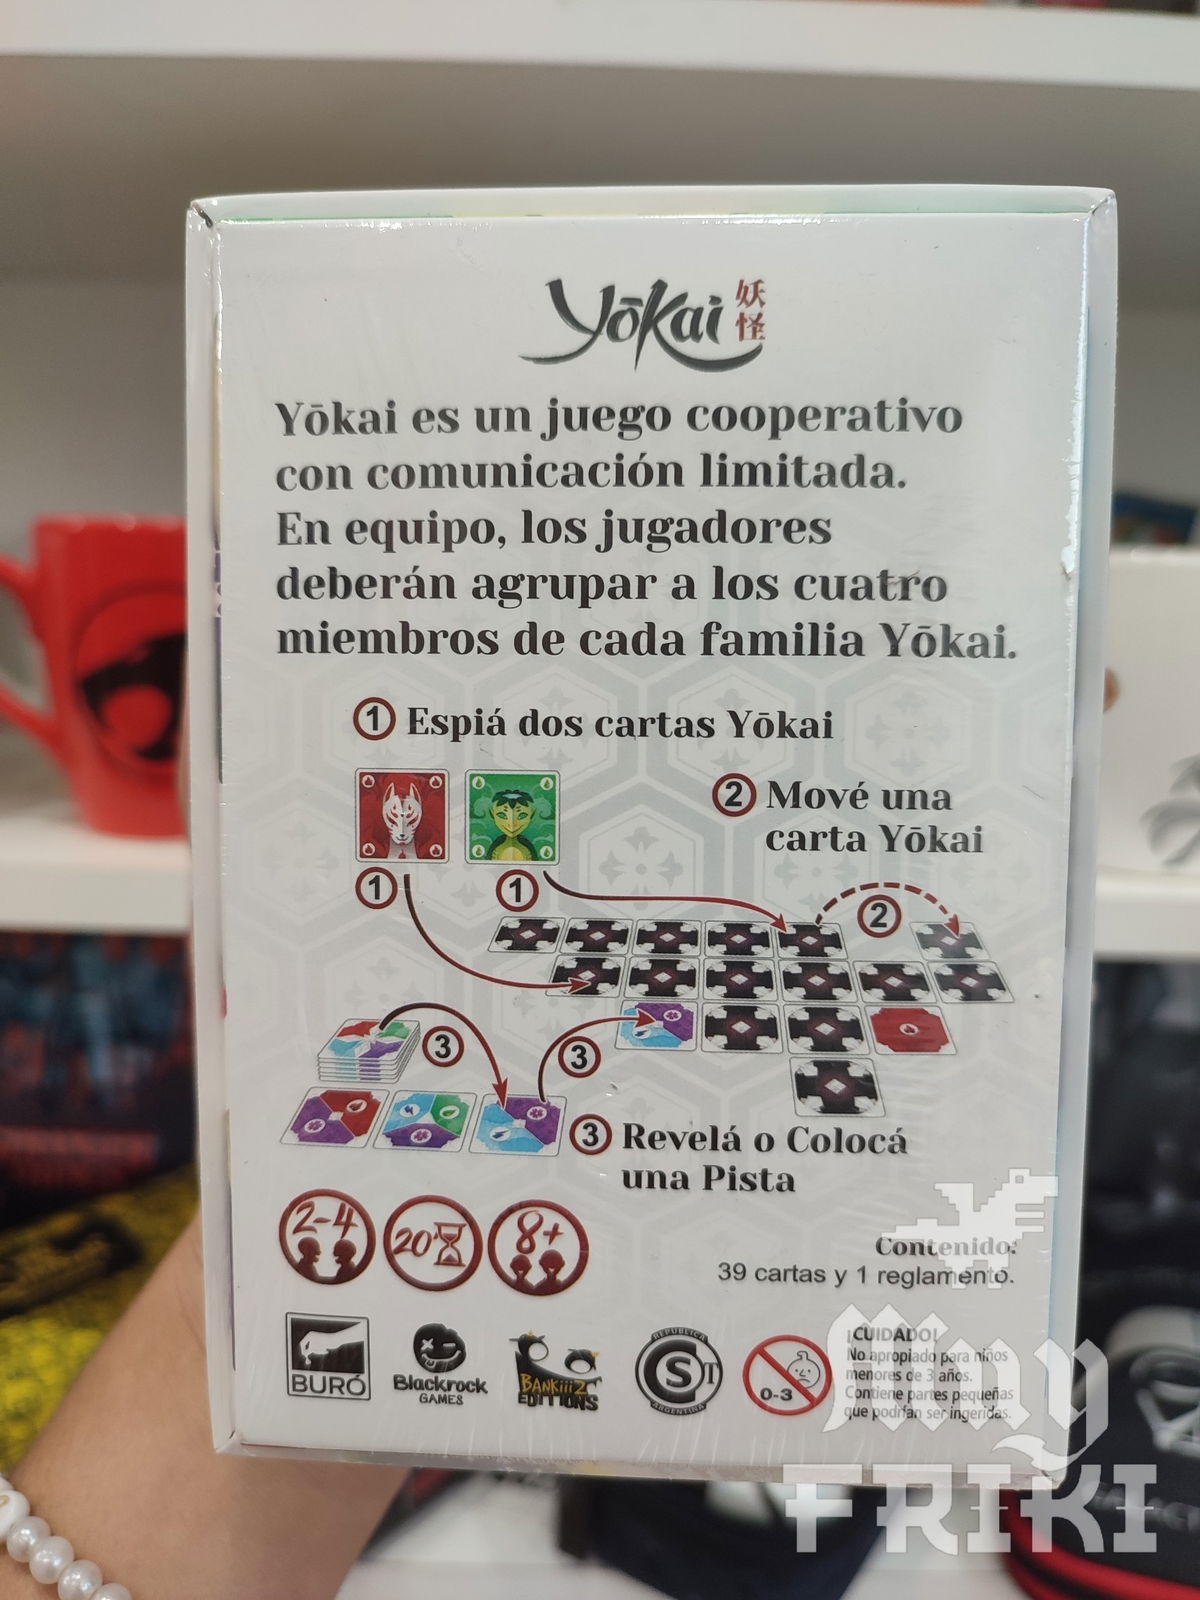 Yōkai 妖怪
Yōkai es un juego cooperativo
con comunicación limitada.
En equipo, los jugadores
deberán agrupar a los cuatro
miembros de cada familia Yōkai.
1 Espiá dos cartas Yōkai
2 Mové una
carta Yōkai
1
1
2
3
3
3 Revelá o Colocá
una Pista
2-4
20'
8+
Contenido:
39 cartas y 1 reglamento.
BURÓ
Blackrock
GAMES
BANKiiiZ
EDITIONS
REPUBLICA
CST
ARGENTINA
0-3
¡CUIDADO!
No apropiado para niños
menores de 3 años.
Contiene partes pequeñas
que podrían ser ingeridas.
Muy
FRIKI